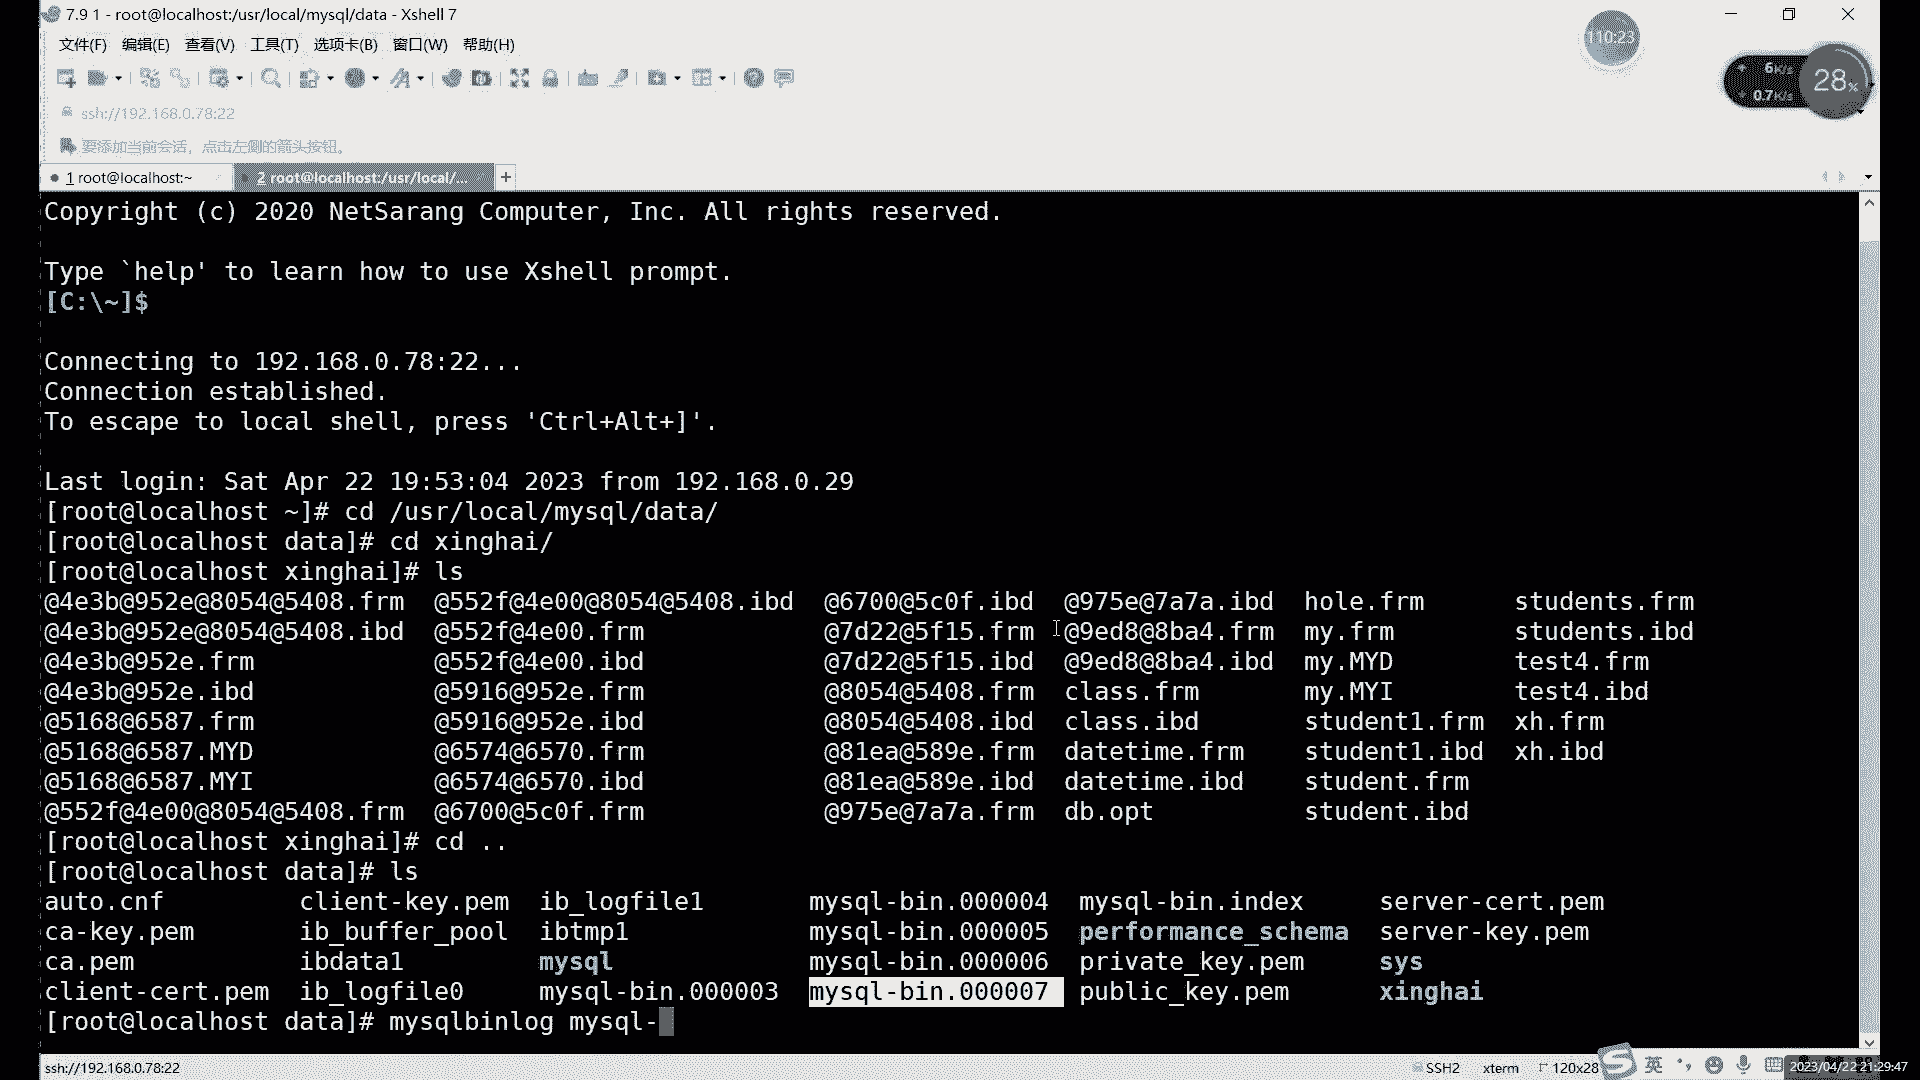 7.9 1 - root@localhost:/usr/local/mysql/data - Xshell 7
110:23
文件(F) 编辑(E) 查看(V) 工具(T) 选项卡(B) 窗口(W) 帮助(H)
6K/s
0.7K/s
28%
ssh://192.168.0.78:22
要添加当前会话，点击左侧的箭头按钮。
1 root@localhost:~ 2 root@localhost:/usr/local/... +
Copyright (c) 2020 NetSarang Computer, Inc. All rights reserved.
Type `help' to learn how to use Xshell prompt.
[C:\~]$
Connecting to 192.168.0.78:22...
Connection established.
To escape to local shell, press 'Ctrl+Alt+]'.
Last login: Sat Apr 22 19:53:04 2023 from 192.168.0.29
[root@localhost ~]# cd /usr/local/mysql/data/
[root@localhost data]# cd xinghai/
[root@localhost xinghai]# ls
@4e3b@952e@8054@5408.frm @552f@4e00@8054@5408.ibd @6700@5c0f.ibd @975e@7a7a.ibd hole.frm students.frm
@4e3b@952e@8054@5408.ibd @552f@4e00.frm @7d22@5f15.frm @9ed8@8ba4.frm my.frm students.ibd
@4e3b@952e.frm @552f@4e00.ibd @7d22@5f15.ibd @9ed8@8ba4.ibd my.MYD test4.frm
@4e3b@952e.ibd @5916@952e.frm @8054@5408.frm class.frm my.MYI test4.ibd
@5168@6587.frm @5916@952e.ibd @8054@5408.ibd class.ibd student1.frm xh.frm
@5168@6587.MYD @6574@6570.frm @81ea@589e.frm datetime.frm student1.ibd xh.ibd
@5168@6587.MYI @6574@6570.ibd @81ea@589e.ibd datetime.ibd student.frm
@552f@4e00@8054@5408.frm @6700@5c0f.frm @975e@7a7a.frm db.opt student.ibd
[root@localhost xinghai]# cd ..
[root@localhost data]# ls
auto.cnf client-key.pem ib_logfile1 mysql-bin.000004 mysql-bin.index server-cert.pem
ca-key.pem ib_buffer_pool ibtmp1 mysql-bin.000005 performance_schema server-key.pem
ca.pem ibdata1 mysql mysql-bin.000006 private_key.pem sys
client-cert.pem ib_logfile0 mysql-bin.000003 mysql-bin.000007 public_key.pem xinghai
[root@localhost data]# mysqlbinlog mysql-
ssh://192.168.0.78:22 SSH2 xterm 120x28 英 2023/04/22 21:29:47